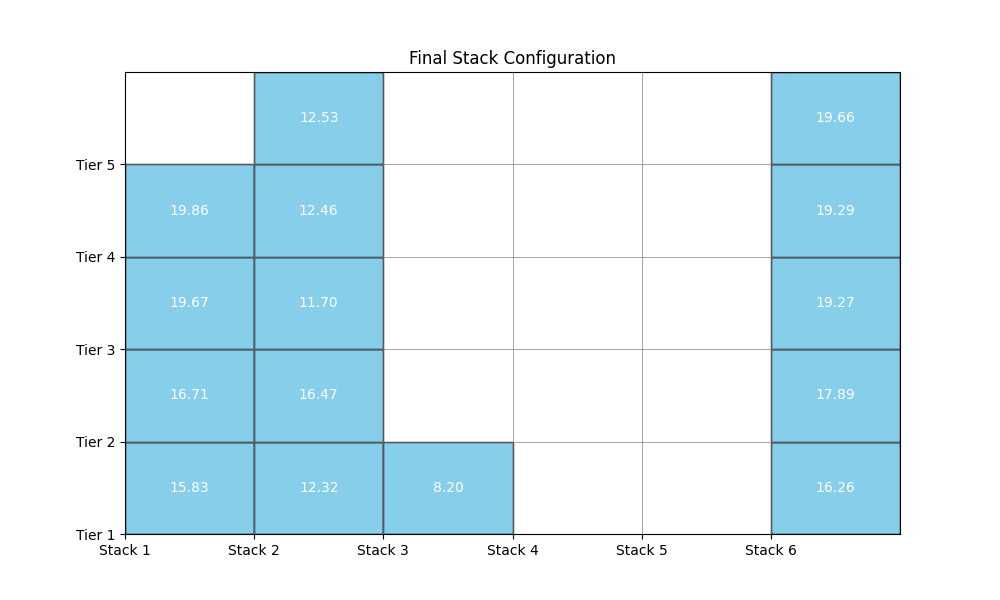 Final Stack Configuration
12.53 19.66
Tier 5
19.86 12.46 19.29
Tier 4
19.67 11.70 19.27
Tier 3
16.71 16.47 17.89
Tier 2
15.83 12.32 8.20 16.26
Tier 1
Stack 1 Stack 2 Stack 3 Stack 4 Stack 5 Stack 6